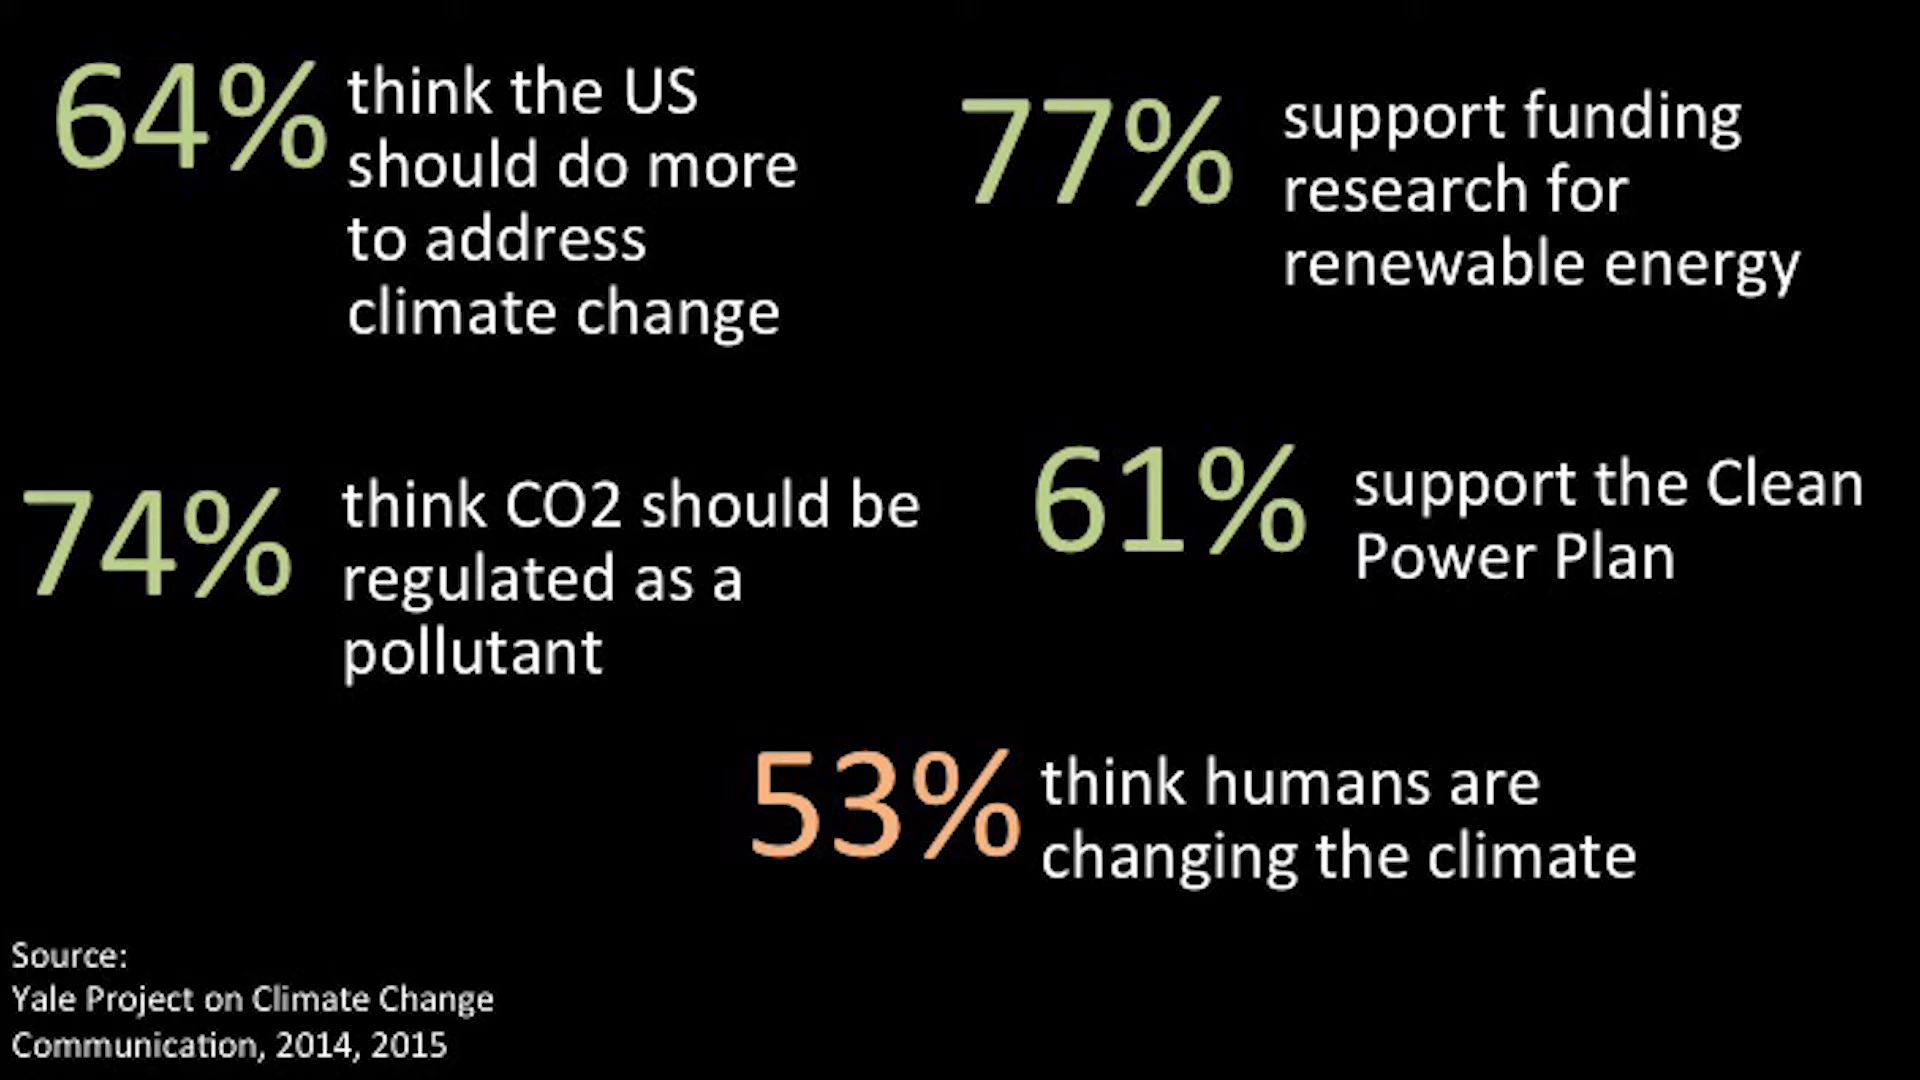 64%
think the US
should do more
to address
climate change
77%
support funding
research for
renewable energy
74%
think CO2 should be
regulated as a
pollutant
61%
support the Clean
Power Plan
53%
think humans are
changing the climate
Source:
Yale Project on Climate Change
Communication, 2014, 2015